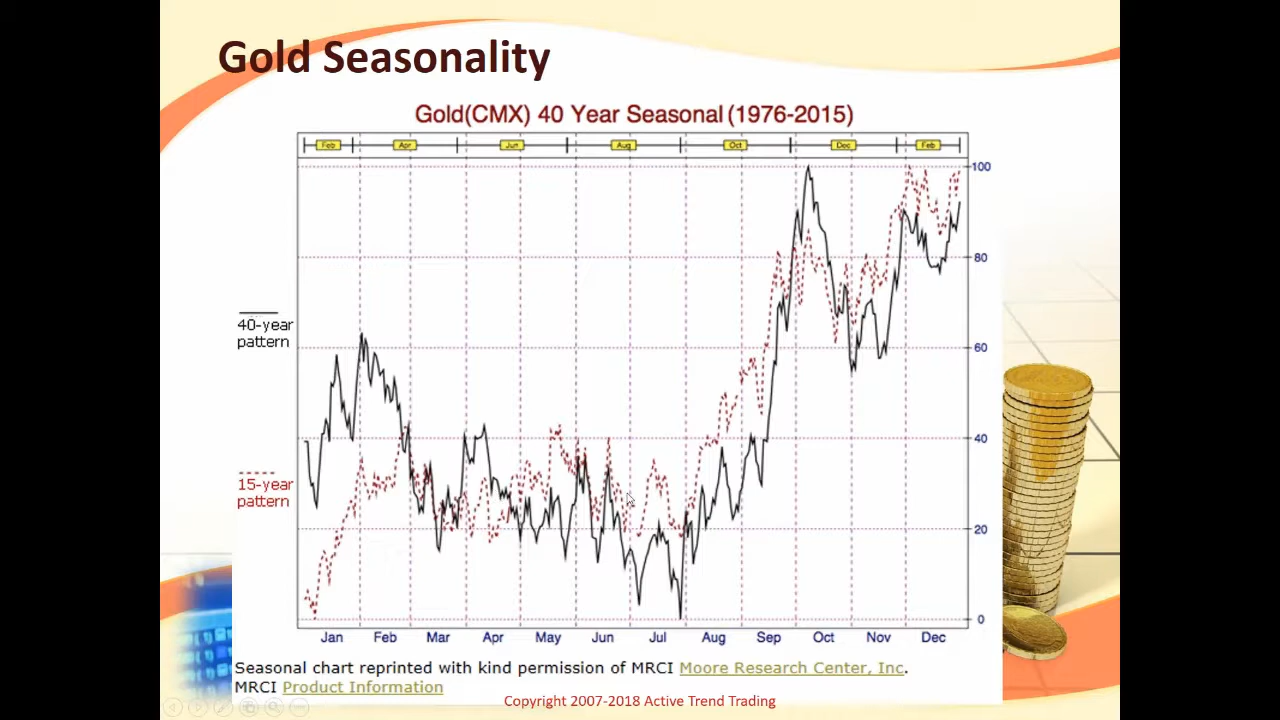 Gold Seasonality
Gold(CMX) 40 Year Seasonal (1976-2015)
Feb Apr Jun Aug Oct Dec Feb
100
80
60
40
20
0
40-year
pattern
15-year
pattern
Jan Feb Mar Apr May Jun Jul Aug Sep Oct Nov Dec
Seasonal chart reprinted with kind permission of MRCI Moore Research Center, Inc.
MRCI Product Information
Copyright 2007-2018 Active Trend Trading